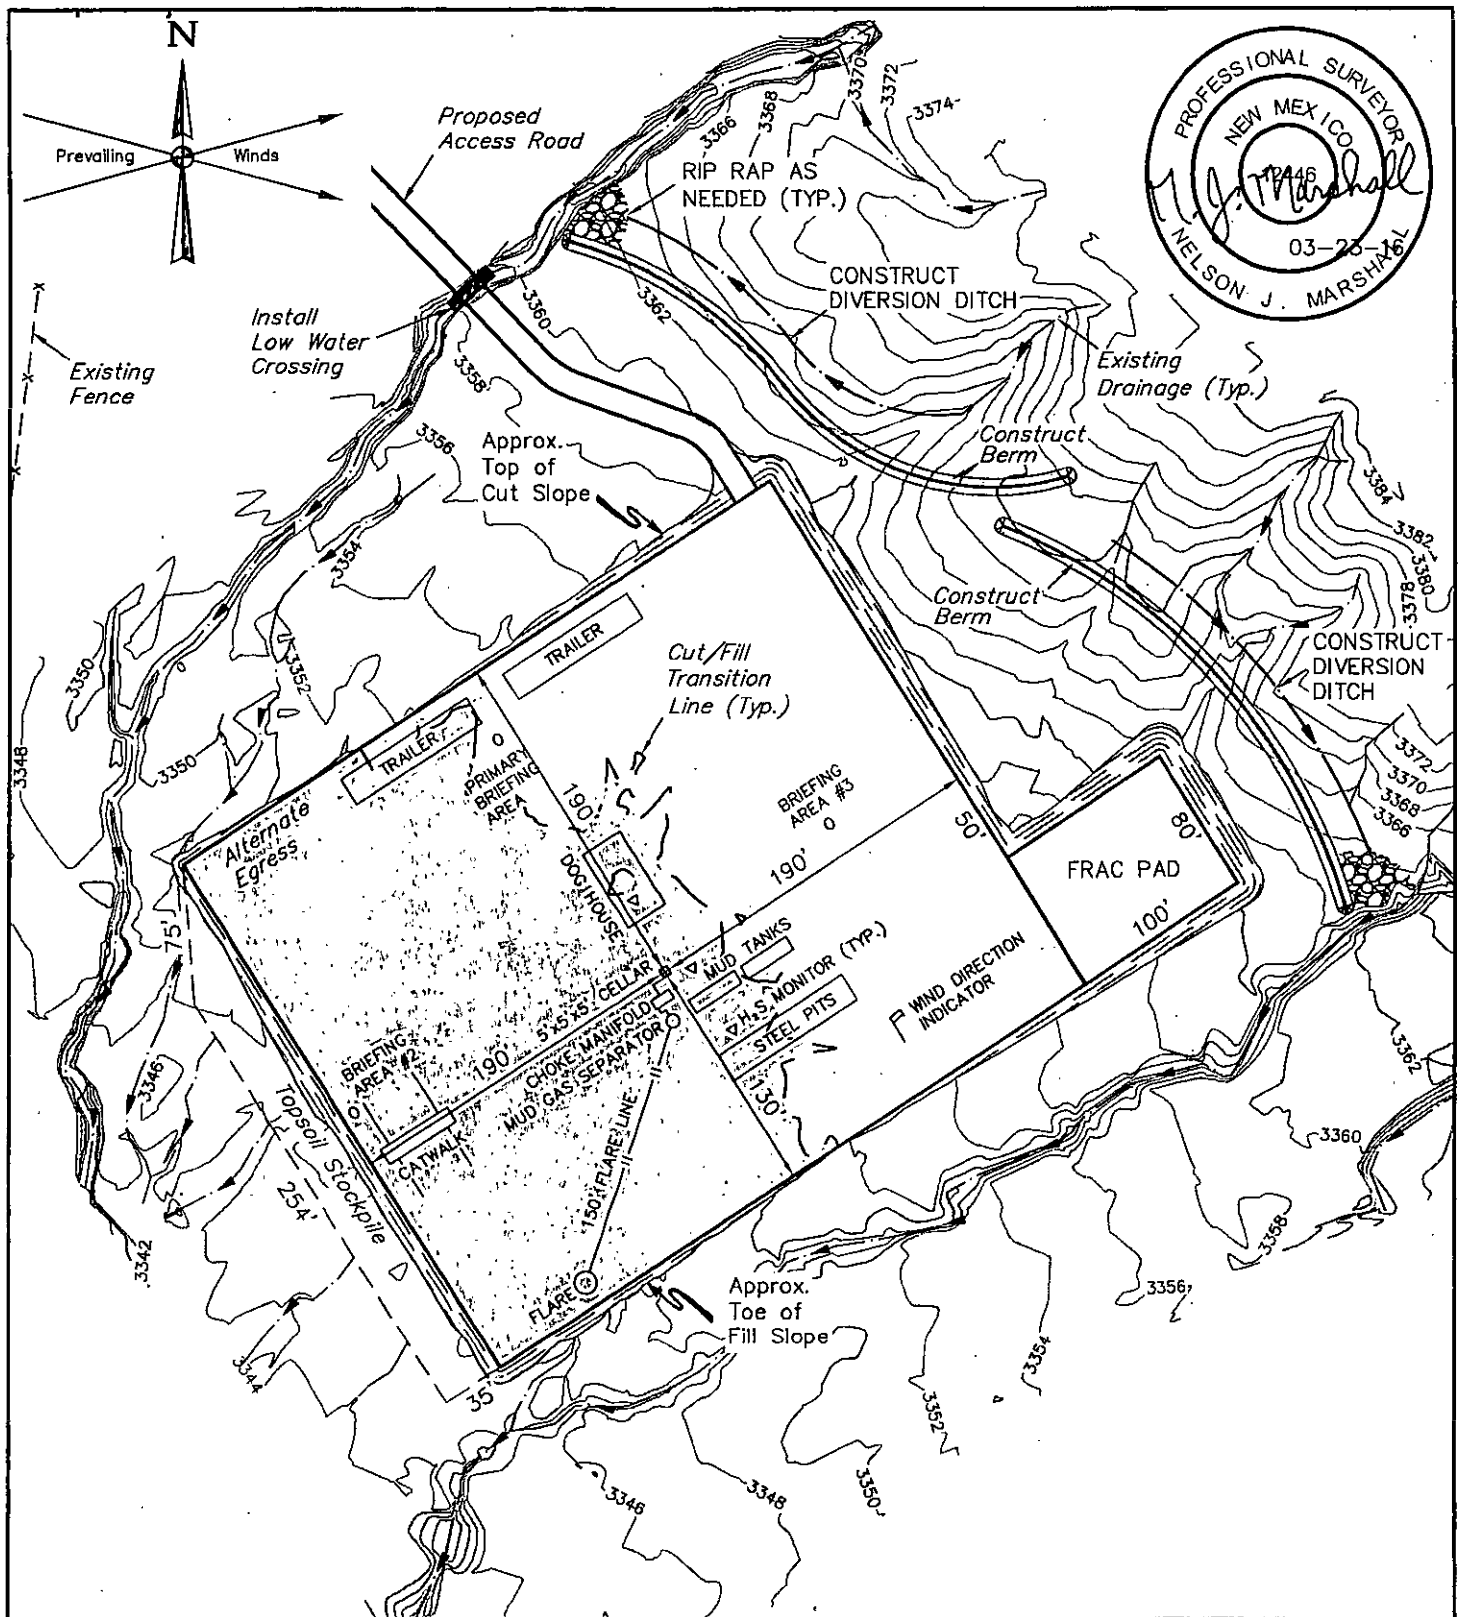 N
Prevailing
Winds
Proposed
Access Road
RIP RAP AS
NEEDED (TYP.)
3366
3368
3370
3372
3374
PROFESSIONAL SURVEYOR
NEW MEXICO
N. J. Marshall
03-23-16
NELSON J. MARSHALL
CONSTRUCT
DIVERSION DITCH
3362
3360
3358
Install
Low Water
Crossing
Existing
Fence
Existing
Drainage (Typ.)
Construct
Berm
3356
Approx.
Top of
Cut Slope
3354
3384
3382
3380
3378
Construct
Berm
CONSTRUCT
DIVERSION
DITCH
3350
3352
3348
3350
TRAILER
Cut/Fill
Transition
Line (Typ.)
TRAILER
PRIMARY
BRIEFING
AREA
190'
BRIEFING
AREA #3
50'
80'
3372
3370
3368
3366
Alternate
Egress
DOG HOUSE
190'
FRAC PAD
100'
75'
5'x5'x5' CELLAR
MUD TANKS
H2S MONITOR (TYP.)
STEEL PITS
WIND DIRECTION
INDICATOR
CHOKE MANIFOLD
MUD GAS SEPARATOR
190'
BRIEFING
AREA #2
CATWALK
130'
150' FLARE LINE
FLARE
Topsoil Stockpile
254'
35'
3346
3342
3344
3362
3360
3358
3356
3354
3352
3350
3348
3346
Approx.
Toe of
Fill Slope